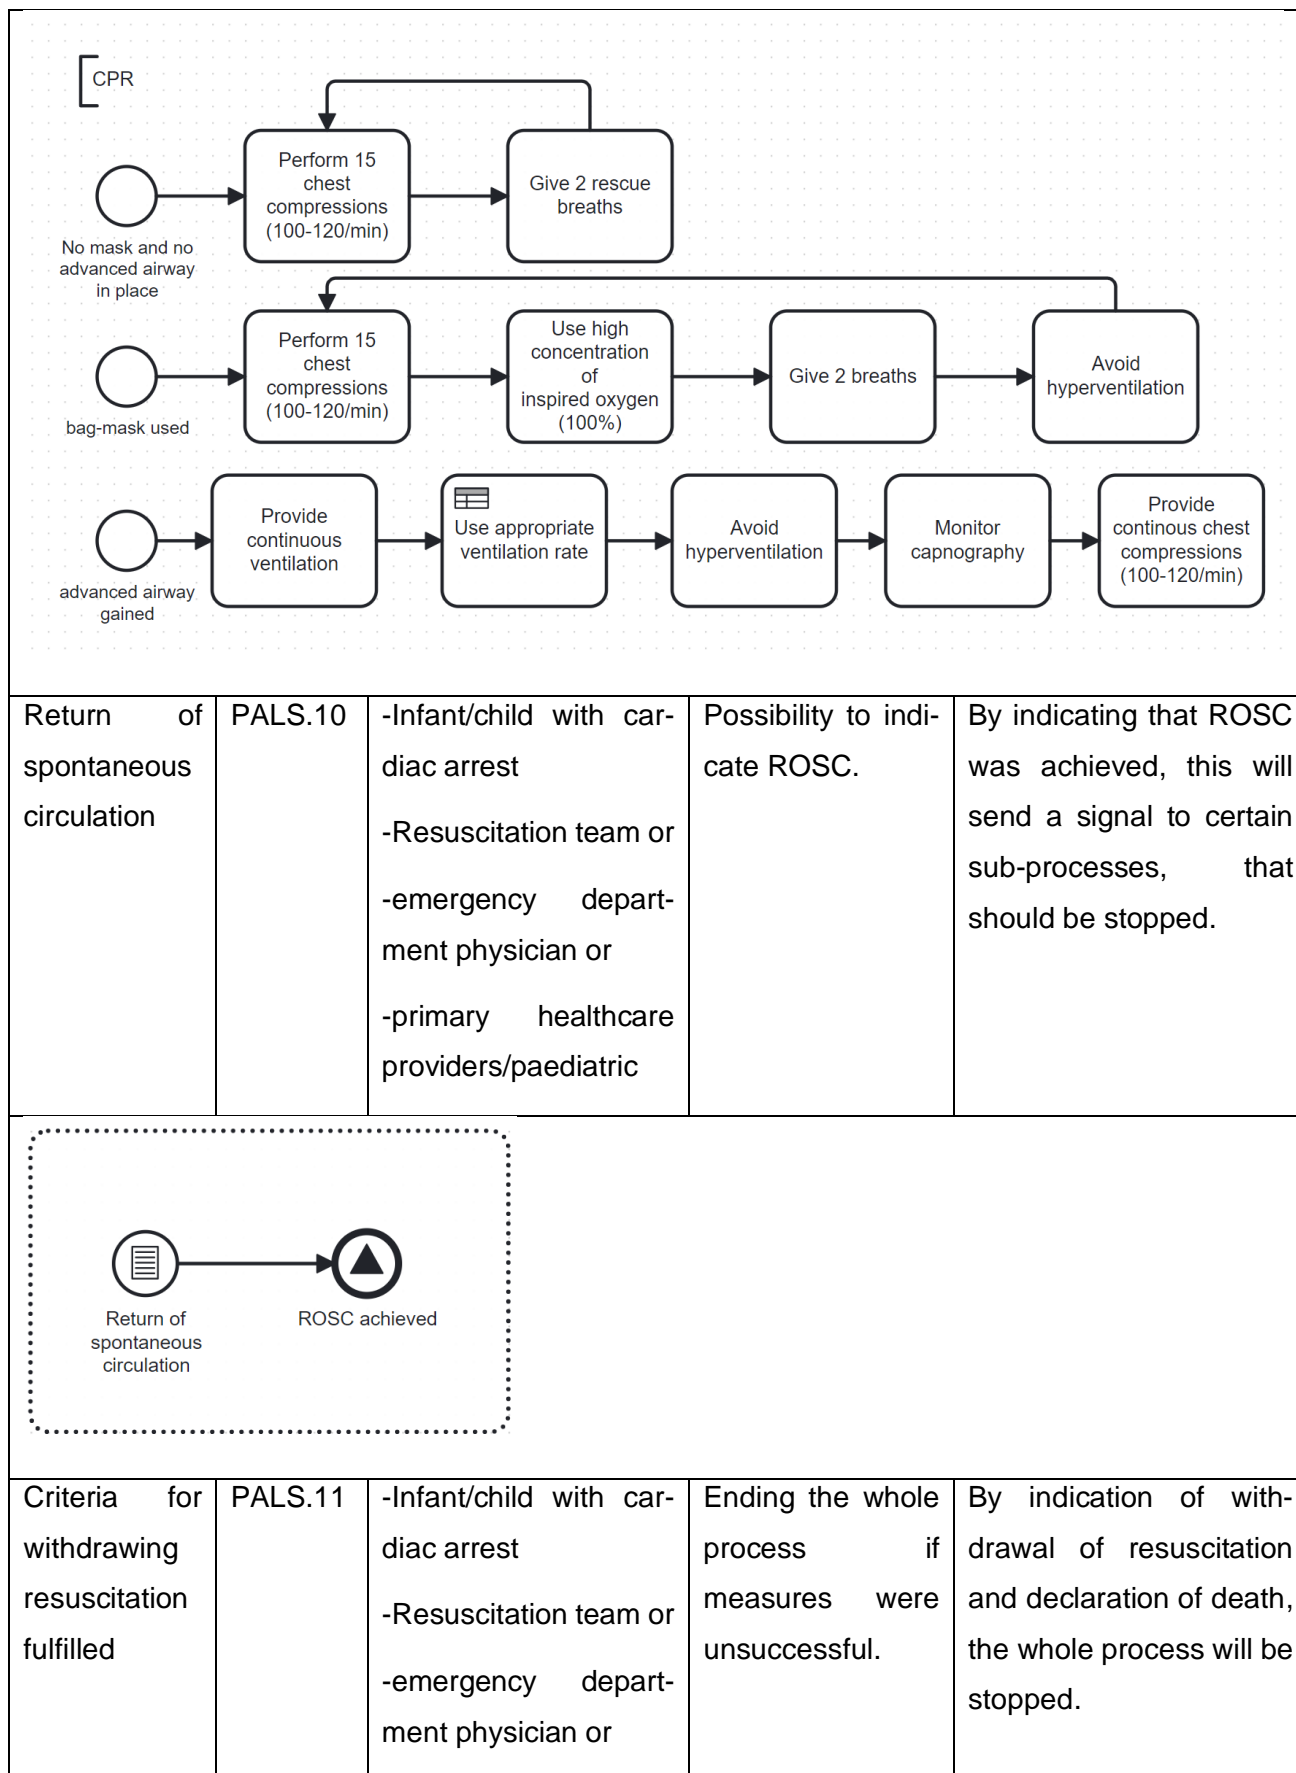 CPR
Perform 15
chest
compressions
(100-120/min)
Give 2 rescue
breaths
No mask and no
advanced airway
in place
Perform 15
chest
compressions
(100-120/min)
Use high
concentration
of
inspired oxygen
(100%)
Give 2 breaths
Avoid
hyperventilation
bag-mask used
Provide
continuous
ventilation
Use appropriate
ventilation rate
Avoid
hyperventilation
Monitor
capnography
Provide
continous chest
compressions
(100-120/min)
advanced airway
gained
Return of
spontaneous
circulation
PALS.10
-Infant/child with car-
diac arrest
-Resuscitation team or
-emergency depart-
ment physician or
-primary healthcare
providers/paediatric
Possibility to indi-
cate ROSC.
By indicating that ROSC
was achieved, this will
send a signal to certain
sub-processes, that
should be stopped.
Return of
spontaneous
circulation
ROSC achieved
Criteria for
withdrawing
resuscitation
fulfilled
PALS.11
-Infant/child with car-
diac arrest
-Resuscitation team or
-emergency depart-
ment physician or
Ending the whole
process if
measures were
unsuccessful.
By indication of with-
drawal of resuscitation
and declaration of death,
the whole process will be
stopped.